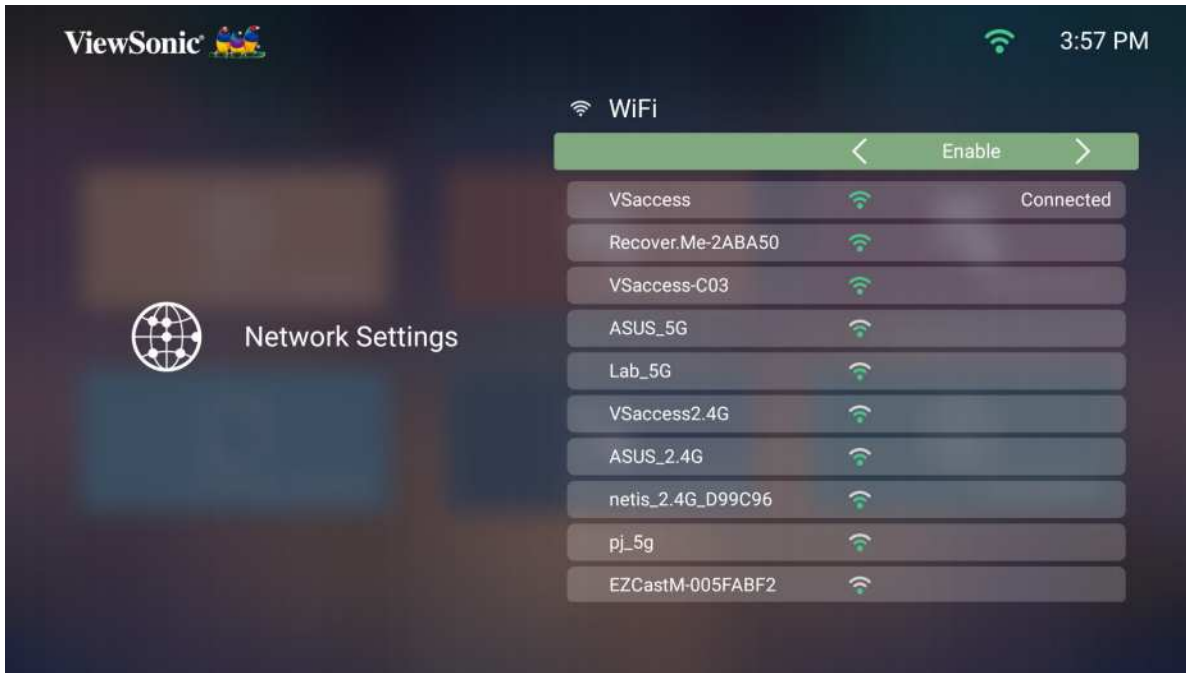 ViewSonic®
3:57 PM
WiFi
Enable
VSaccess Connected
Recover.Me-2ABA50
VSaccess-C03
ASUS_5G
Network Settings
Lab_5G
VSaccess2.4G
ASUS_2.4G
netis_2.4G_D99C96
pj_5g
EZCastM-005FABF2